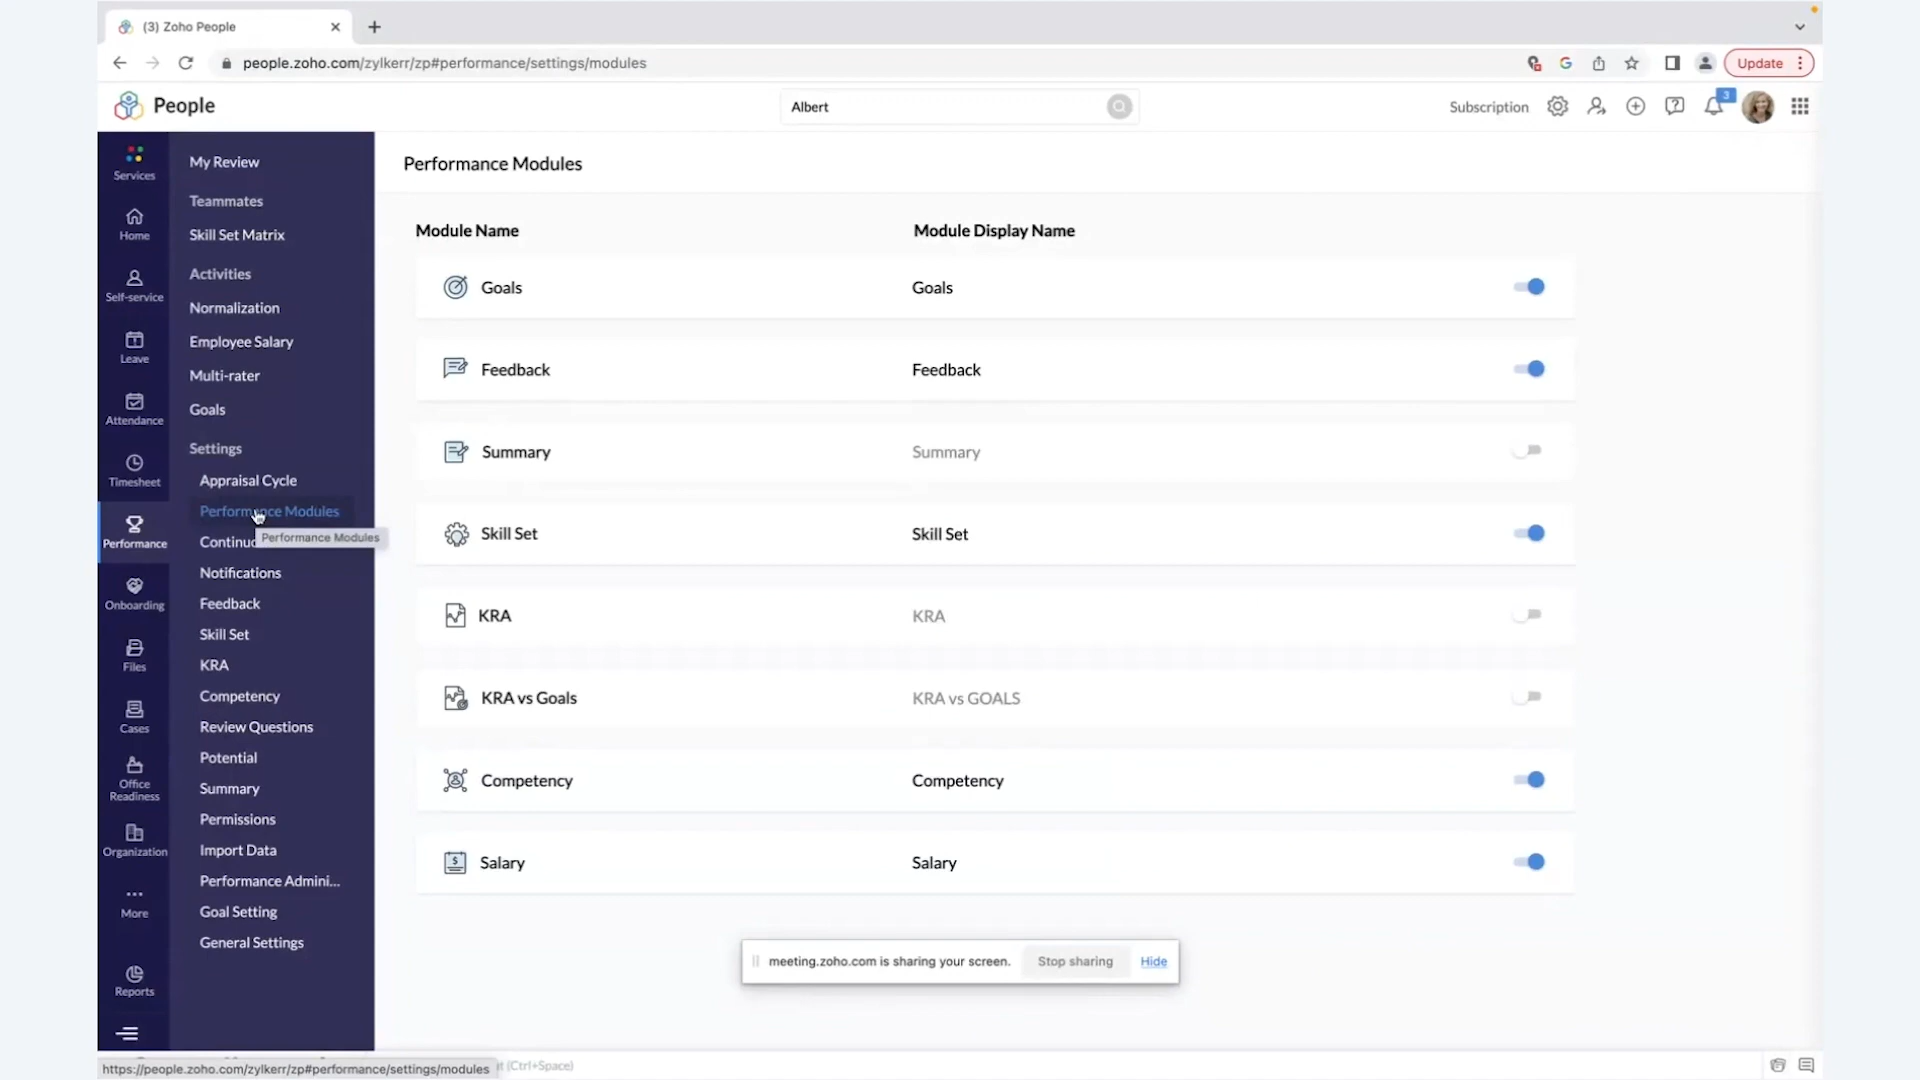 (3) Zoho People
people.zoho.com/zylkerr/zp#performance/settings/modules
Update
People
Albert
Subscription
3
Services
Home
Self-service
Leave
Attendance
Timesheet
Performance
Onboarding
Files
Cases
Office
Readiness
Organization
More
Reports
My Review
Teammates
Skill Set Matrix
Activities
Normalization
Employee Salary
Multi-rater
Goals
Settings
Appraisal Cycle
Performance Modules
Performance Modules
Notifications
Feedback
Skill Set
KRA
Competency
Review Questions
Potential
Summary
Permissions
Import Data
Performance Admini...
Goal Setting
General Settings
Performance Modules
Module Name Module Display Name
Goals Goals
Feedback Feedback
Summary Summary
Skill Set Skill Set
KRA KRA
KRA vs Goals KRA vs GOALS
Competency Competency
Salary Salary
meeting.zoho.com is sharing your screen. Stop sharing Hide
https://people.zoho.com/zylkerr/zp#performance/settings/modules (Ctrl+Space)